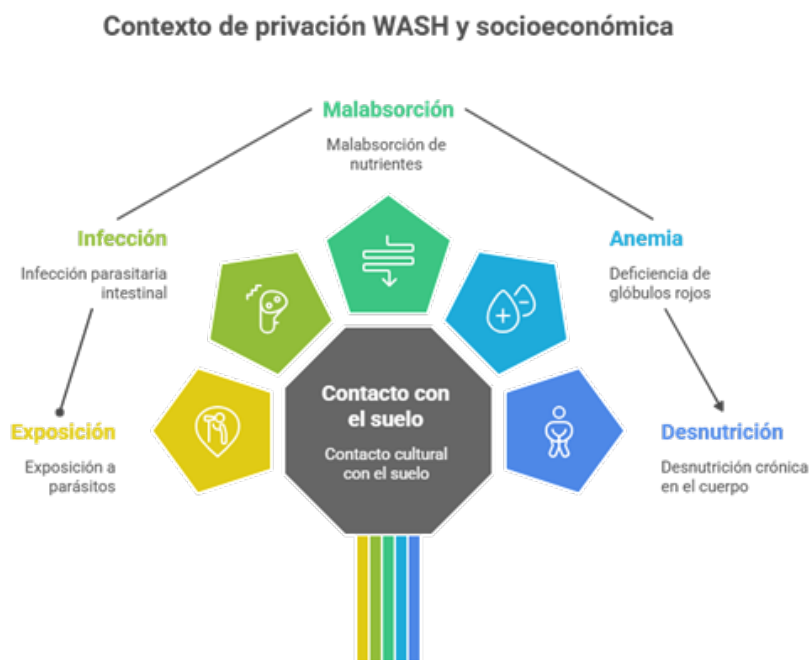 Contexto de privación WASH y socioeconómica
Malabsorción
Malabsorción de
nutrientes
Infección
Infección parasitaria
intestinal
Anemia
Deficiencia de
glóbulos rojos
Exposición
Exposición a
parásitos
Contacto con
el suelo
Contacto cultural
con el suelo
Desnutrición
Desnutrición crónica
en el cuerpo